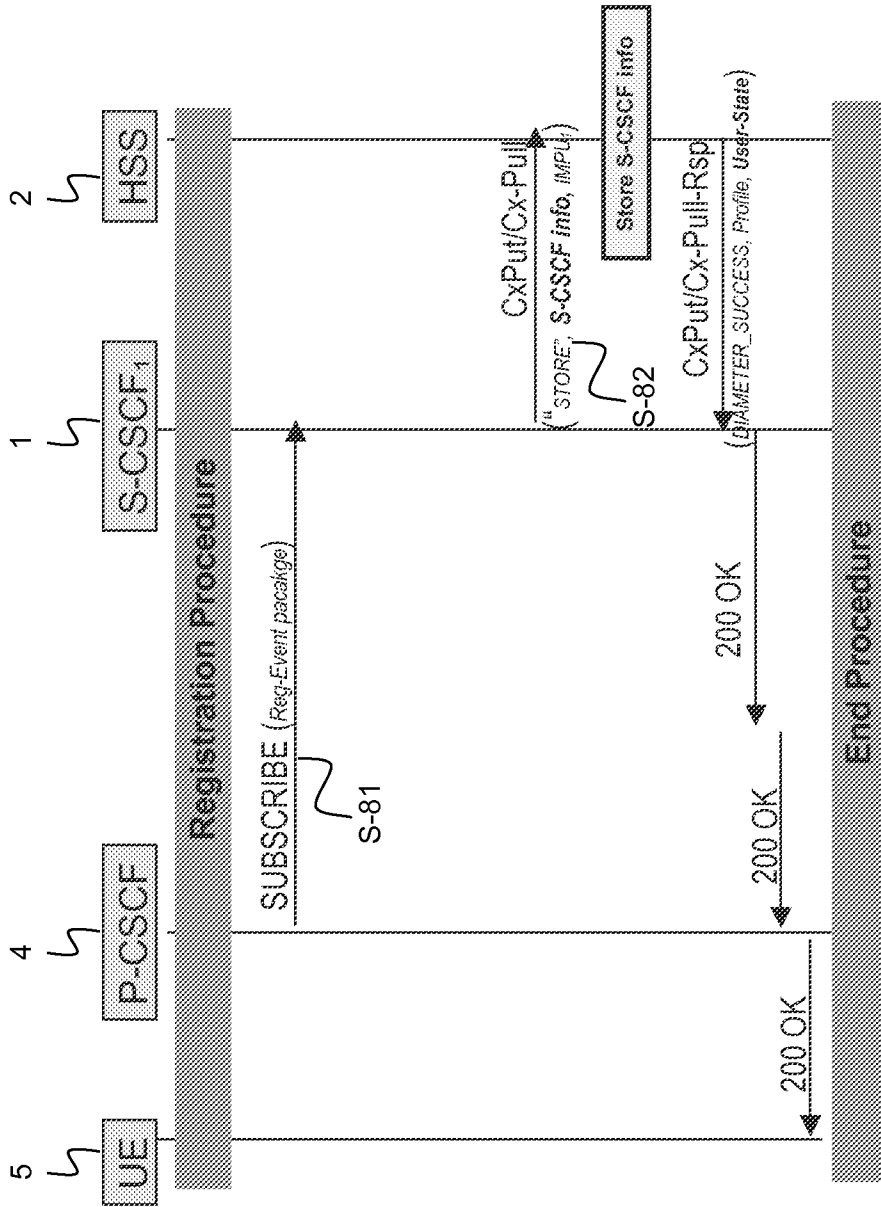 5
4
1
2
UE
P-CSCF
S-CSCF₁
HSS
Registration Procedure
SUBSCRIBE (Reg-Event pacakge)
S-81
CxPut/Cx-Pull
("STORE", S-CSCF info, IMPU₁)
S-82
Store S-CSCF info
CxPut/Cx-Pull-Rsp
(DIAMETER_SUCCESS, Profile, User-State)
200 OK
200 OK
200 OK
End Procedure